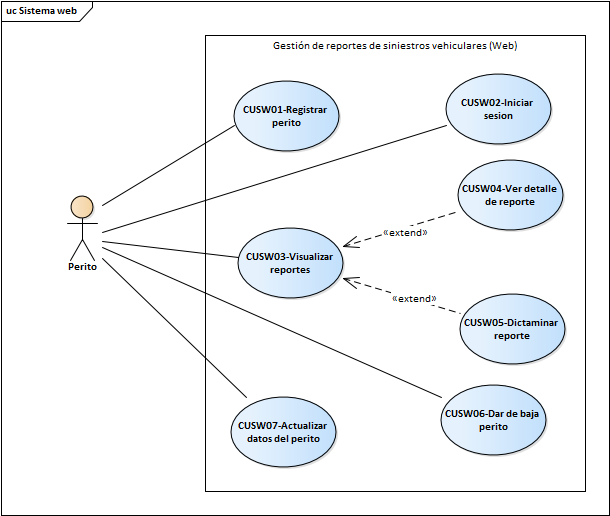 uc Sistema web
Gestión de reportes de siniestros vehiculares (Web)
CUSW01-Registrar
perito
CUSW02-Iniciar
sesion
CUSW04-Ver detalle
de reporte
«extend»
Perito
CUSW03-Visualizar
reportes
«extend»
CUSW05-Dictaminar
reporte
CUSW07-Actualizar
datos del perito
CUSW06-Dar de baja
perito